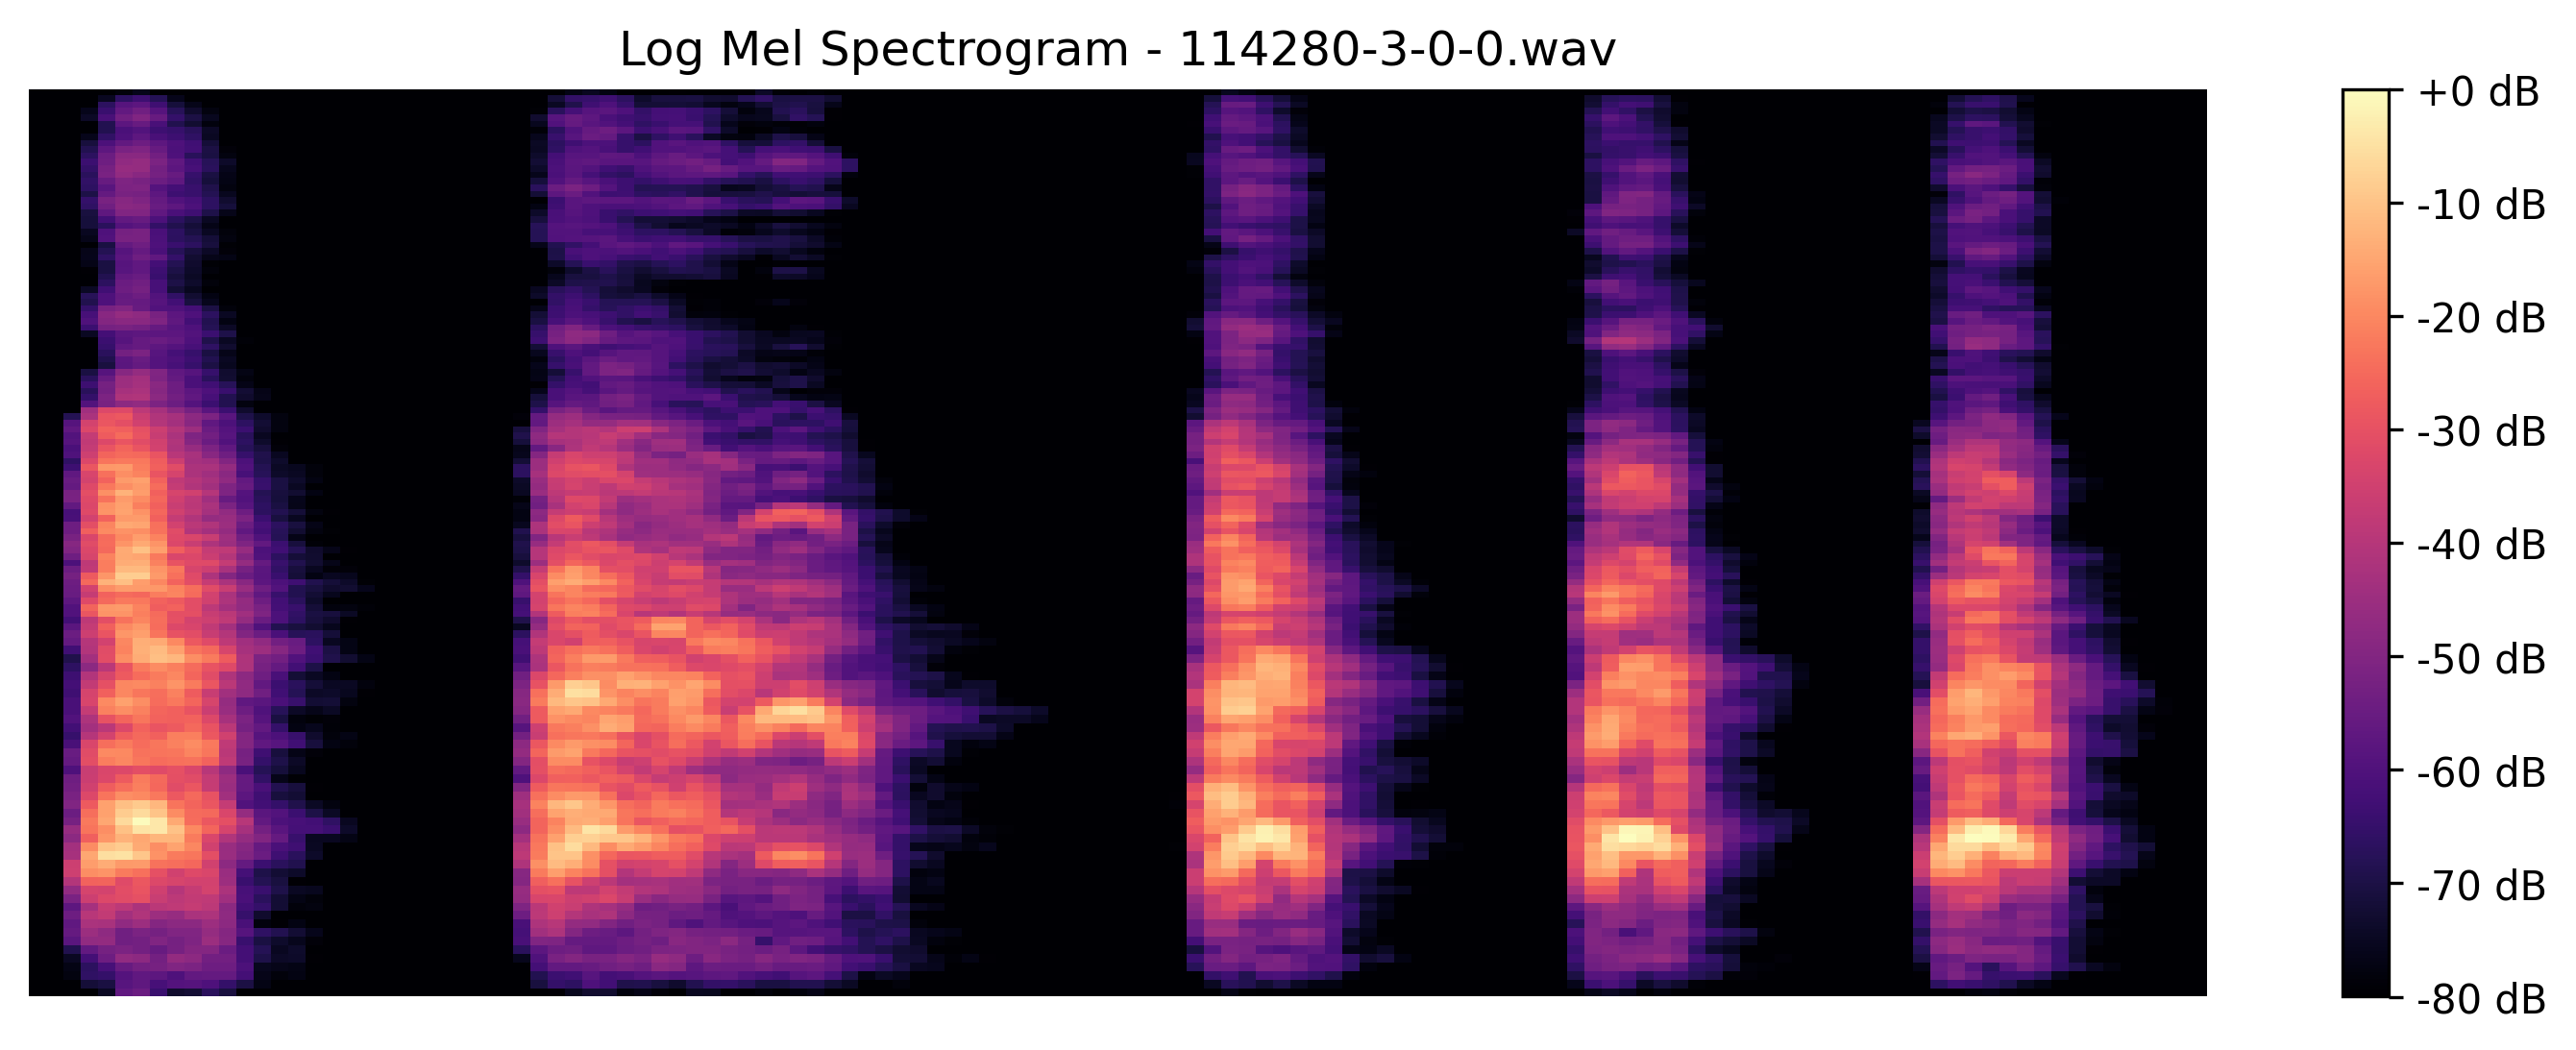 Log Mel Spectrogram - 114280-3-0-0.wav
+0 dB
-10 dB
-20 dB
-30 dB
-40 dB
-50 dB
-60 dB
-70 dB
-80 dB